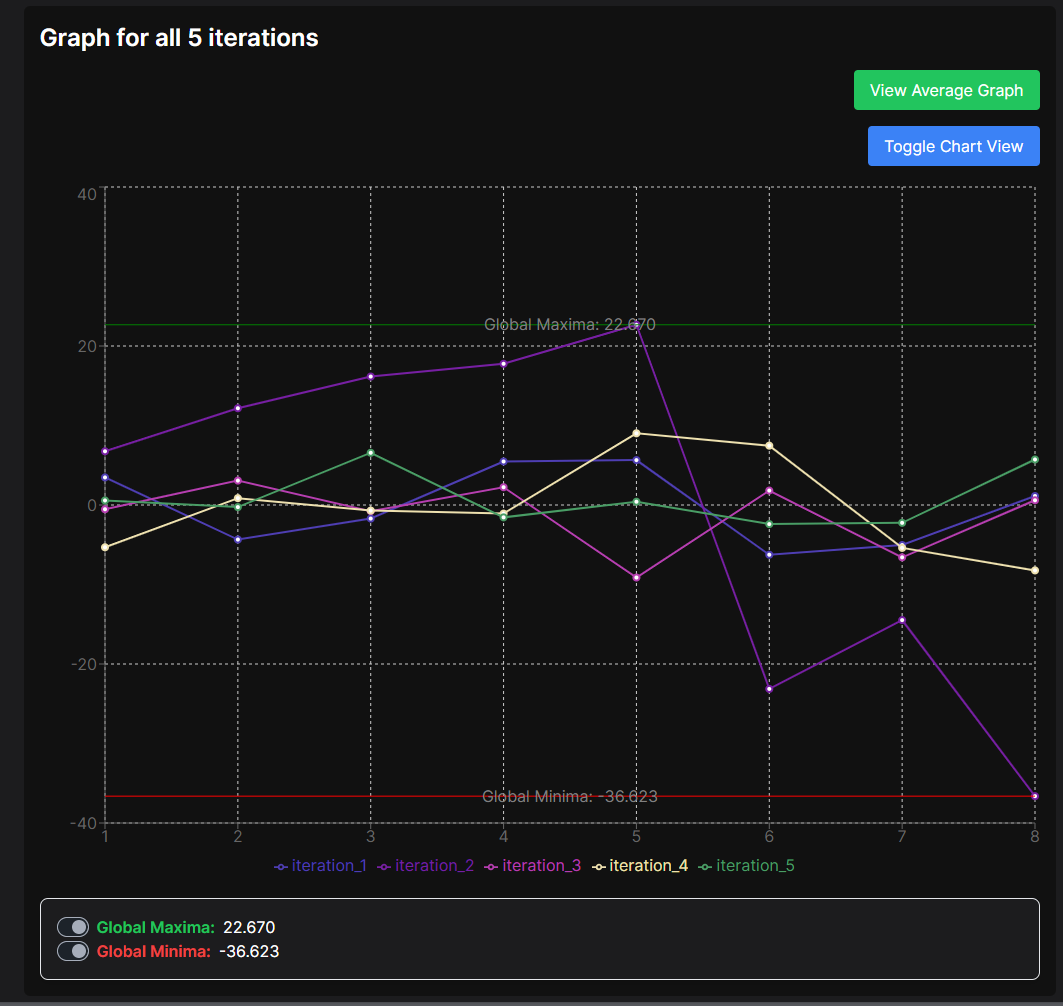 Graph for all 5 iterations
View Average Graph
Toggle Chart View
40
Global Maxima: 22.670
20
0
-20
Global Minima: -36.623
-40
1 2 3 4 5 6 7 8
iteration_1 iteration_2 iteration_3 iteration_4 iteration_5
Global Maxima: 22.670
Global Minima: -36.623